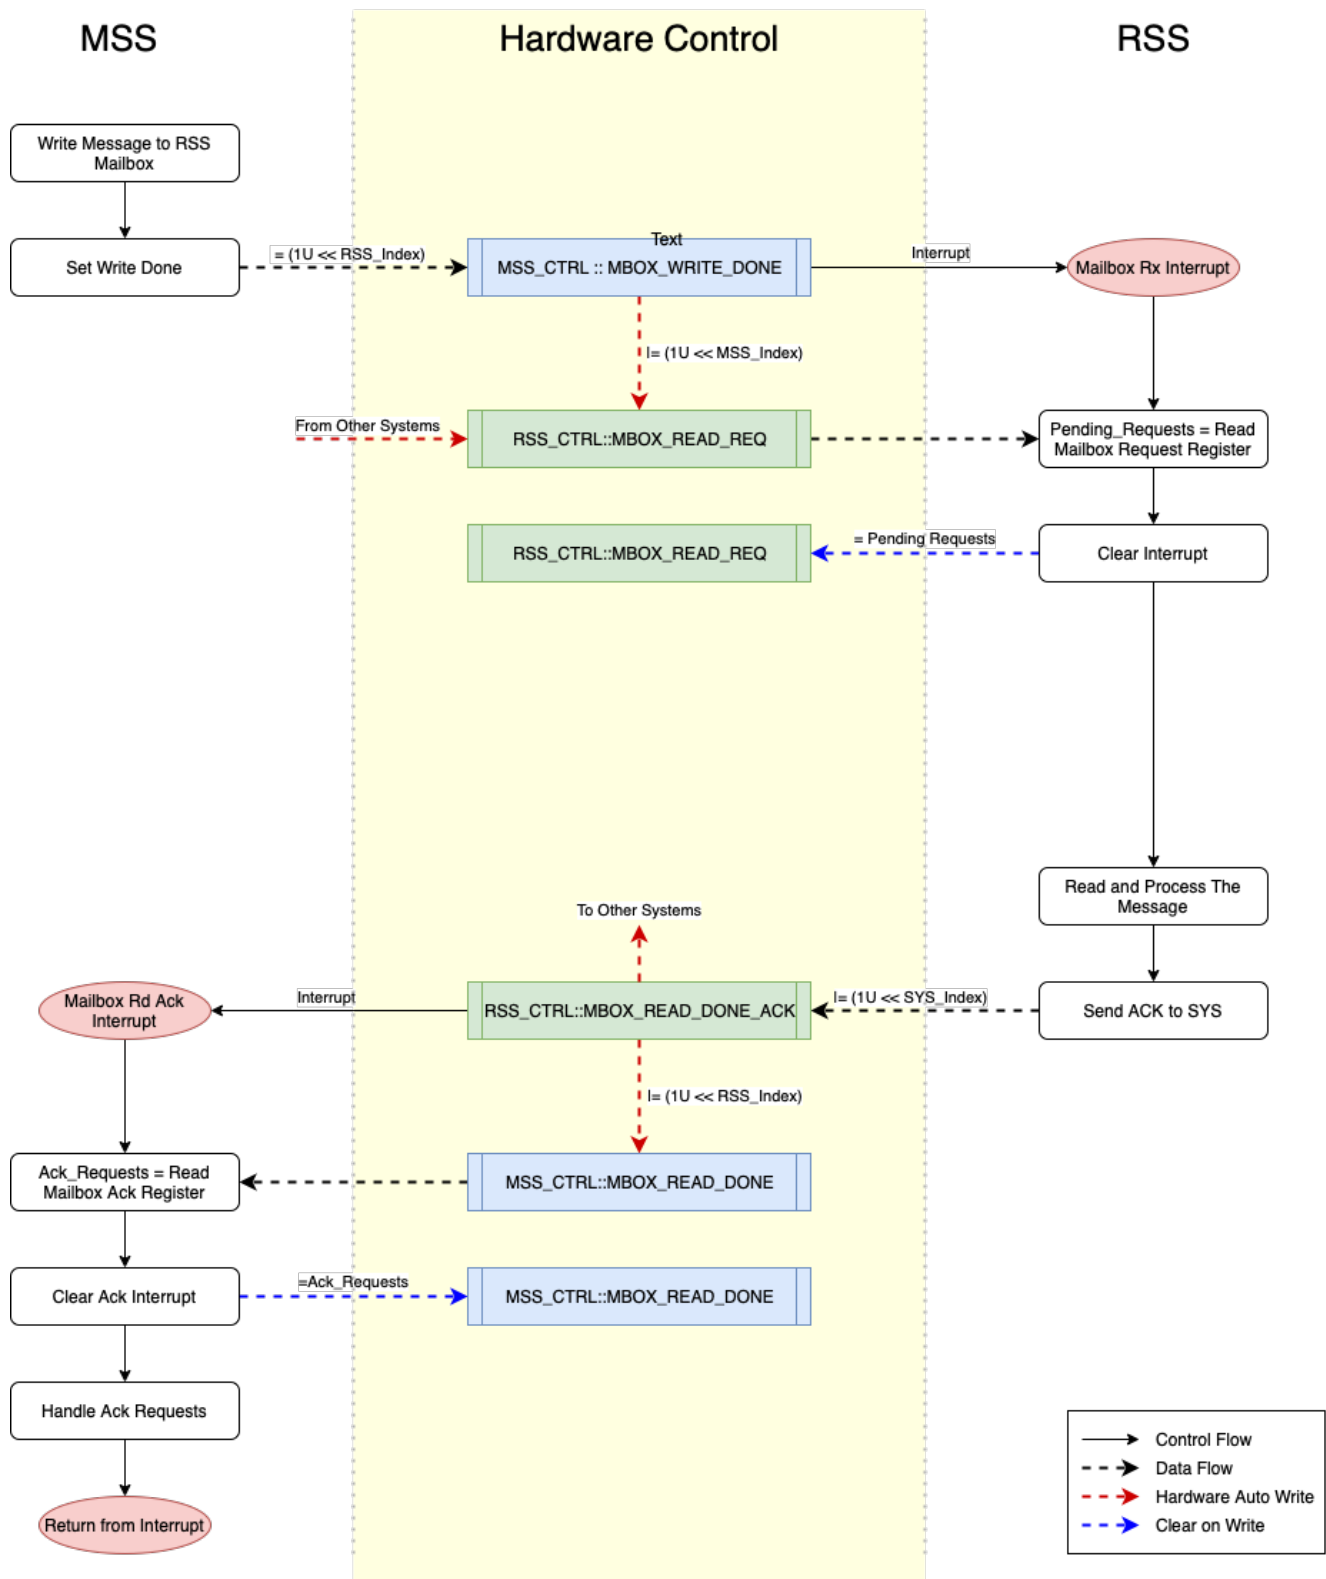 MSS
Hardware Control
RSS
Write Message to RSS
Mailbox
Set Write Done
= (1U << RSS_Index)
Text
MSS_CTRL :: MBOX_WRITE_DONE
Interrupt
Mailbox Rx Interrupt
|= (1U << MSS_Index)
From Other Systems
RSS_CTRL::MBOX_READ_REQ
Pending_Requests = Read
Mailbox Request Register
RSS_CTRL::MBOX_READ_REQ
= Pending Requests
Clear Interrupt
Read and Process The
Message
To Other Systems
Mailbox Rd Ack
Interrupt
Interrupt
RSS_CTRL::MBOX_READ_DONE_ACK
|= (1U << SYS_Index)
Send ACK to SYS
|= (1U << RSS_Index)
Ack_Requests = Read
Mailbox Ack Register
MSS_CTRL::MBOX_READ_DONE
Clear Ack Interrupt
=Ack_Requests
MSS_CTRL::MBOX_READ_DONE
Handle Ack Requests
Return from Interrupt
Control Flow
Data Flow
Hardware Auto Write
Clear on Write